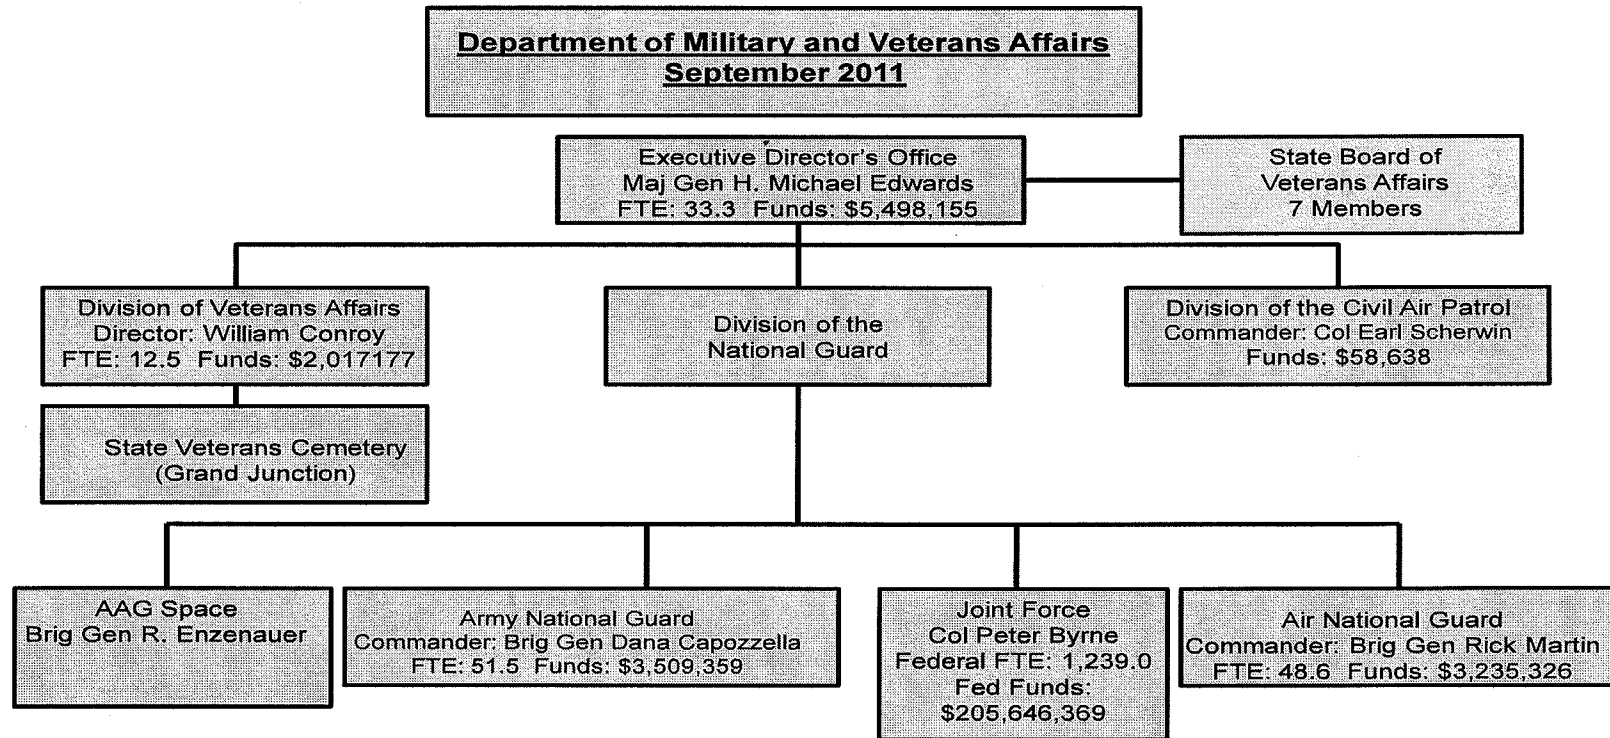 Department of Military and Veterans Affairs
September 2011
Executive Director's Office
Maj Gen H. Michael Edwards
FTE: 33.3 Funds: $5,498,155
State Board of
Veterans Affairs
7 Members
Division of Veterans Affairs
Director: William Conroy
FTE: 12.5 Funds: $2,017177
Division of the
National Guard
Division of the Civil Air Patrol
Commander: Col Earl Scherwin
Funds: $58,638
State Veterans Cemetery
(Grand Junction)
AAG Space
Brig Gen R. Enzenauer
Army National Guard
Commander: Brig Gen Dana Capozzella
FTE: 51.5 Funds: $3,509,359
Joint Force
Col Peter Byrne
Federal FTE: 1,239.0
Fed Funds:
$205,646,369
Air National Guard
Commander: Brig Gen Rick Martin
FTE: 48.6 Funds: $3,235,326